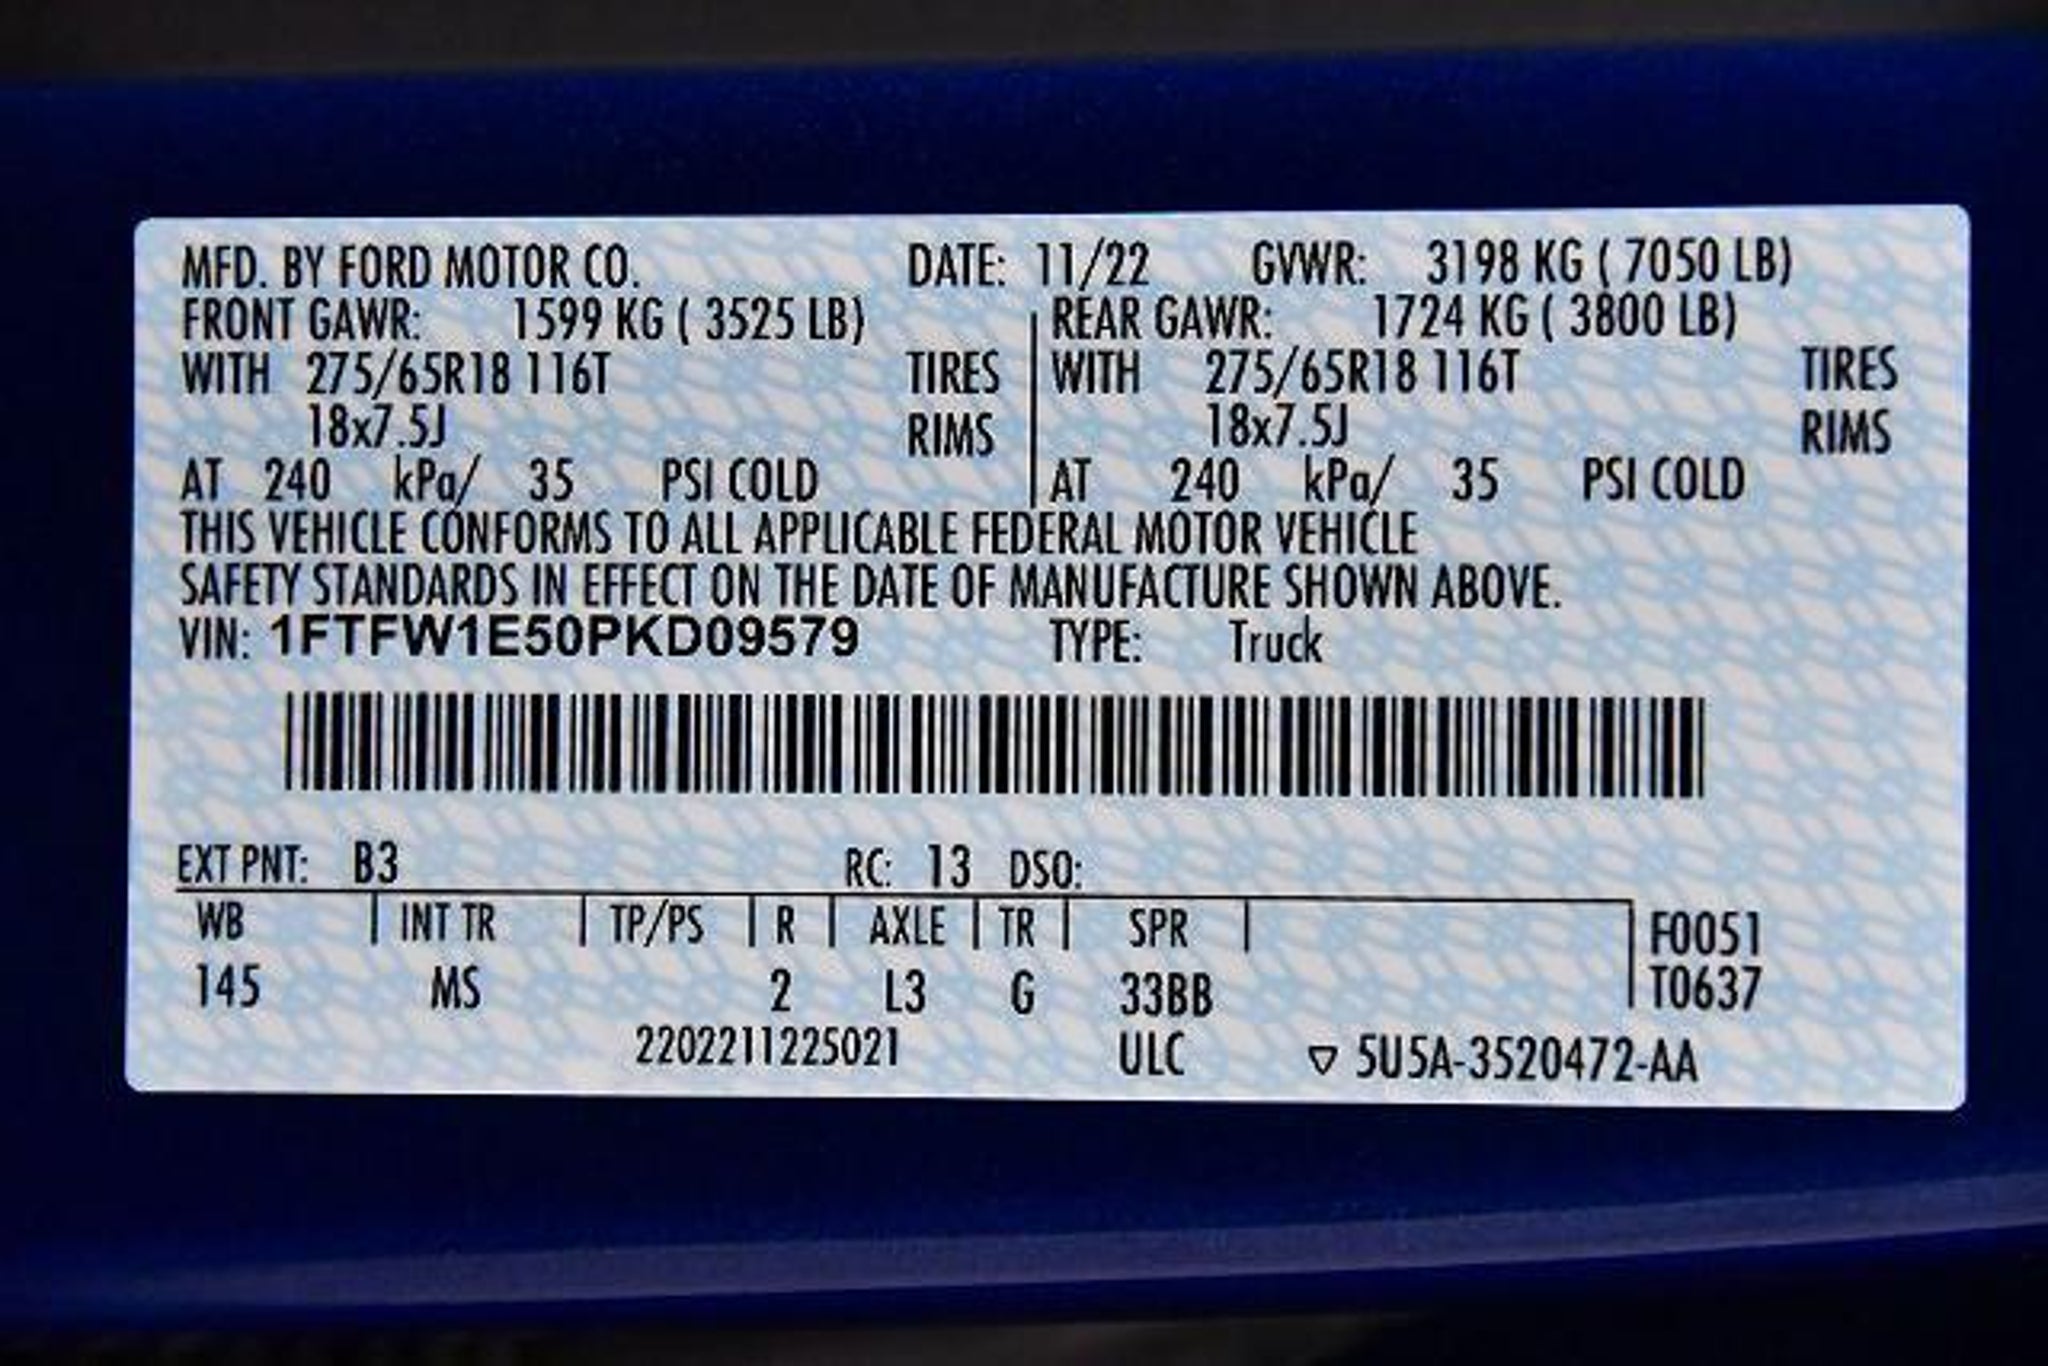 MFD. BY FORD MOTOR CO. DATE: 11/22 GVWR: 3198 KG ( 7050 LB)
FRONT GAWR: 1599 KG ( 3525 LB) REAR GAWR: 1724 KG ( 3800 LB)
WITH 275/65R18 116T TIRES WITH 275/65R18 116T TIRES
18x7.5J RIMS 18x7.5J RIMS
AT 240 kPa/ 35 PSI COLD AT 240 kPa/ 35 PSI COLD
THIS VEHICLE CONFORMS TO ALL APPLICABLE FEDERAL MOTOR VEHICLE
SAFETY STANDARDS IN EFFECT ON THE DATE OF MANUFACTURE SHOWN ABOVE.
VIN: 1FTFW1E50PKD09579 TYPE: Truck
EXT PNT: B3 RC: 13 DSO:
WB INT TR TP/PS R AXLE TR SPR F0051
145 MS 2 L3 G 33BB T0637
2202211225021 ULC ▽ 5U5A-3520472-AA